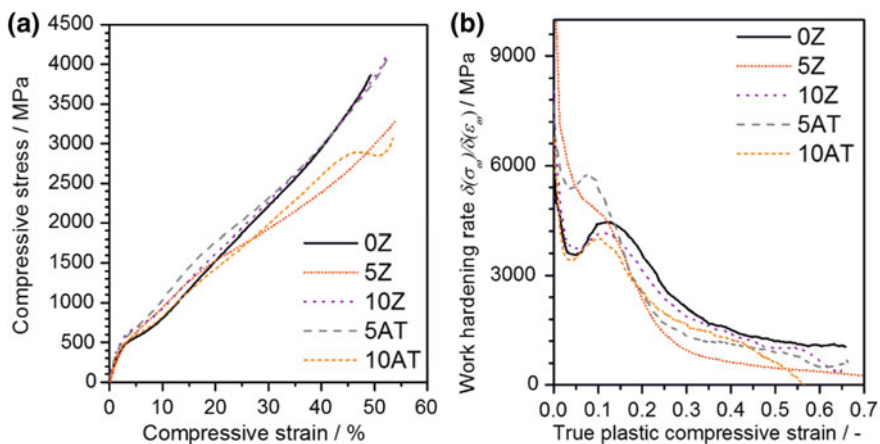 (a)
Compressive stress / MPa
4500
4000
3500
3000
2500
2000
1500
1000
500
0
0Z
5Z
10Z
5AT
10AT
0 10 20 30 40 50 60
Compressive strain / %
(b)
Work hardening rate δ(σω)/δ(εω) / MPa
9000
6000
3000
0
0Z
5Z
10Z
5AT
10AT
0.0 0.1 0.2 0.3 0.4 0.5 0.6 0.7
True plastic compressive strain / -